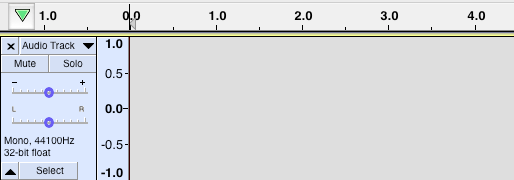 1.0 0.0 1.0 2.0 3.0 4.0
× Audio Track 1.0
Mute Solo 0.5
- +
L R 0.0
Mono, 44100Hz -0.5
32-bit float
Select -1.0